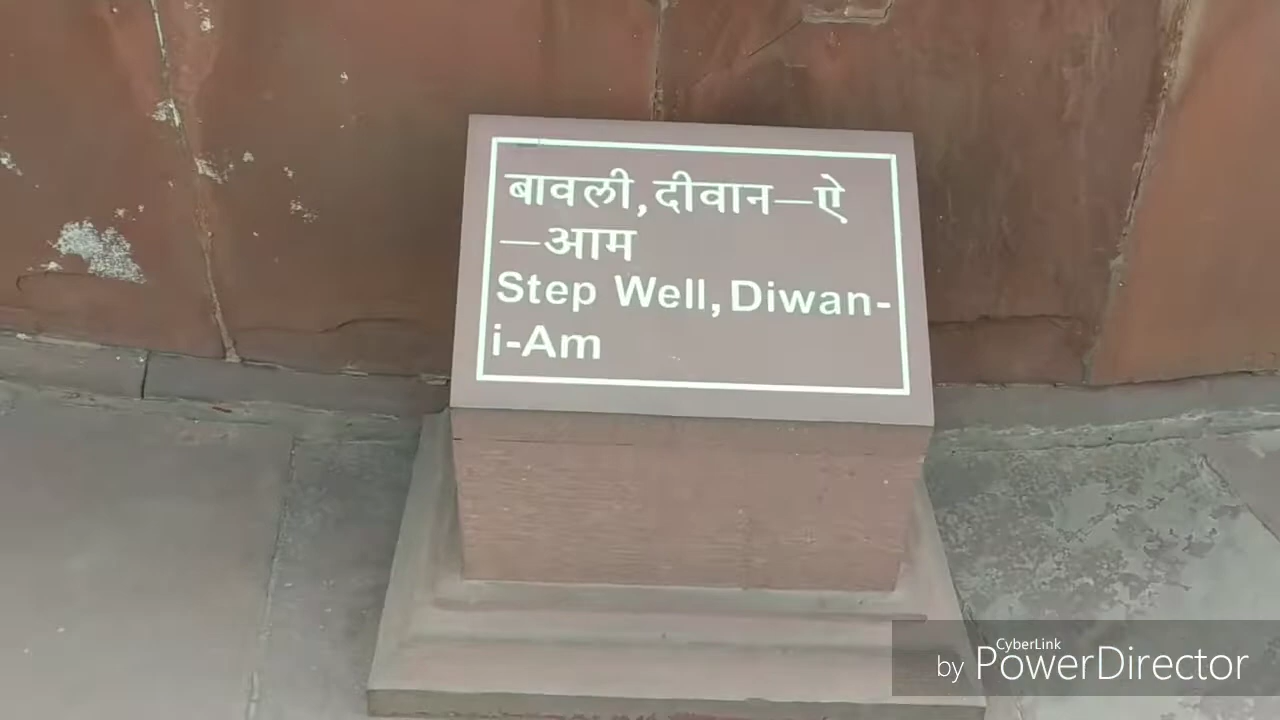 बावली, दीवान—ऐ
—आम
Step Well, Diwan-
i-Am
CyberLink
by PowerDirector